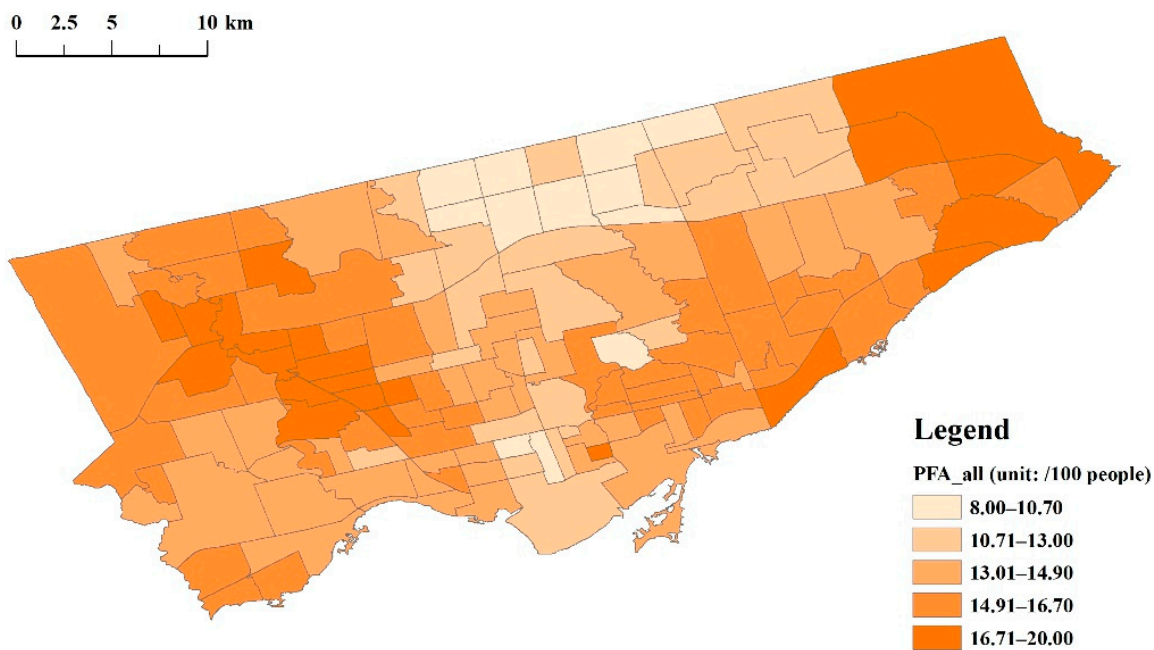 0 2.5 5 10 km
Legend
PFA_all (unit: /100 people)
8.00–10.70
10.71–13.00
13.01–14.90
14.91–16.70
16.71–20.00